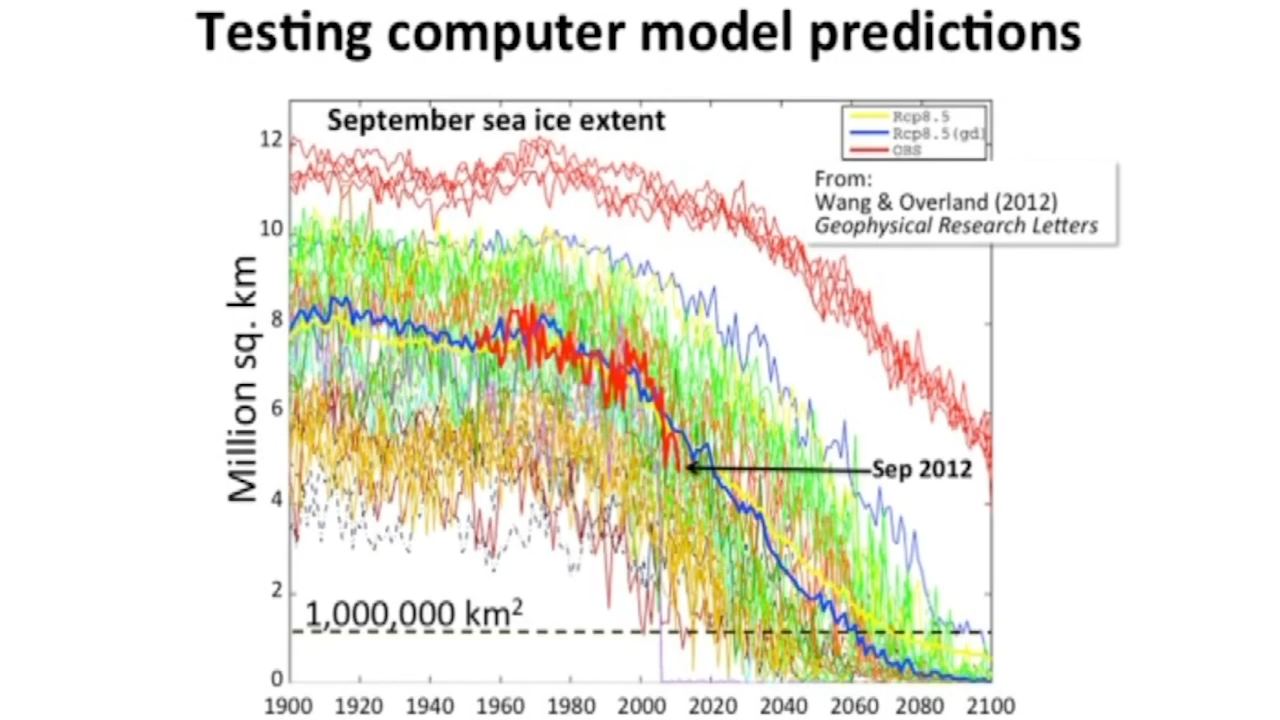 Testing computer model predictions
September sea ice extent
Rcp8.5
Rcp8.5(gd)
OBS
From:
Wang & Overland (2012)
Geophysical Research Letters
Million sq. km
12
10
8
6
4
2
0
Sep 2012
1,000,000 km²
1900 1920 1940 1960 1980 2000 2020 2040 2060 2080 2100